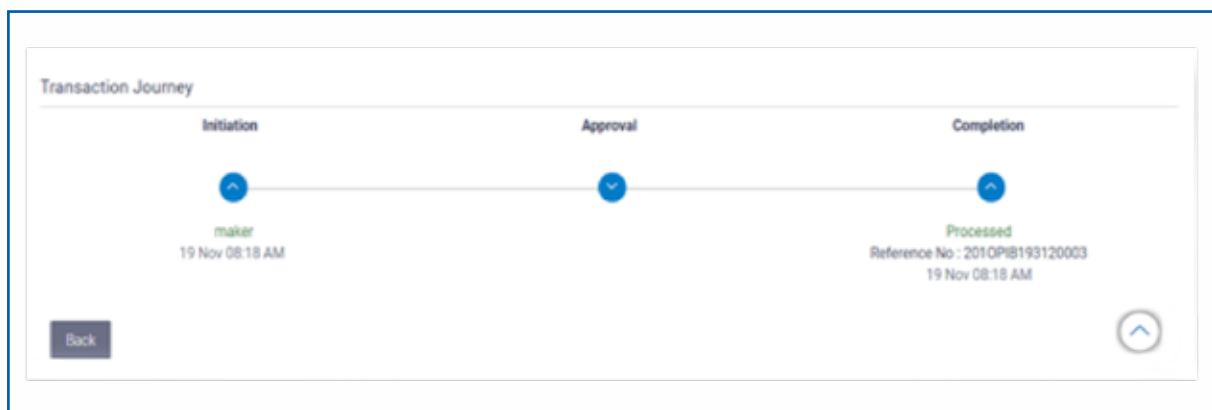 Transaction Journey
Initiation
Approval
Completion
maker
19 Nov 08:18 AM
Processed
Reference No : 201OPIB193120003
19 Nov 08:18 AM
Back